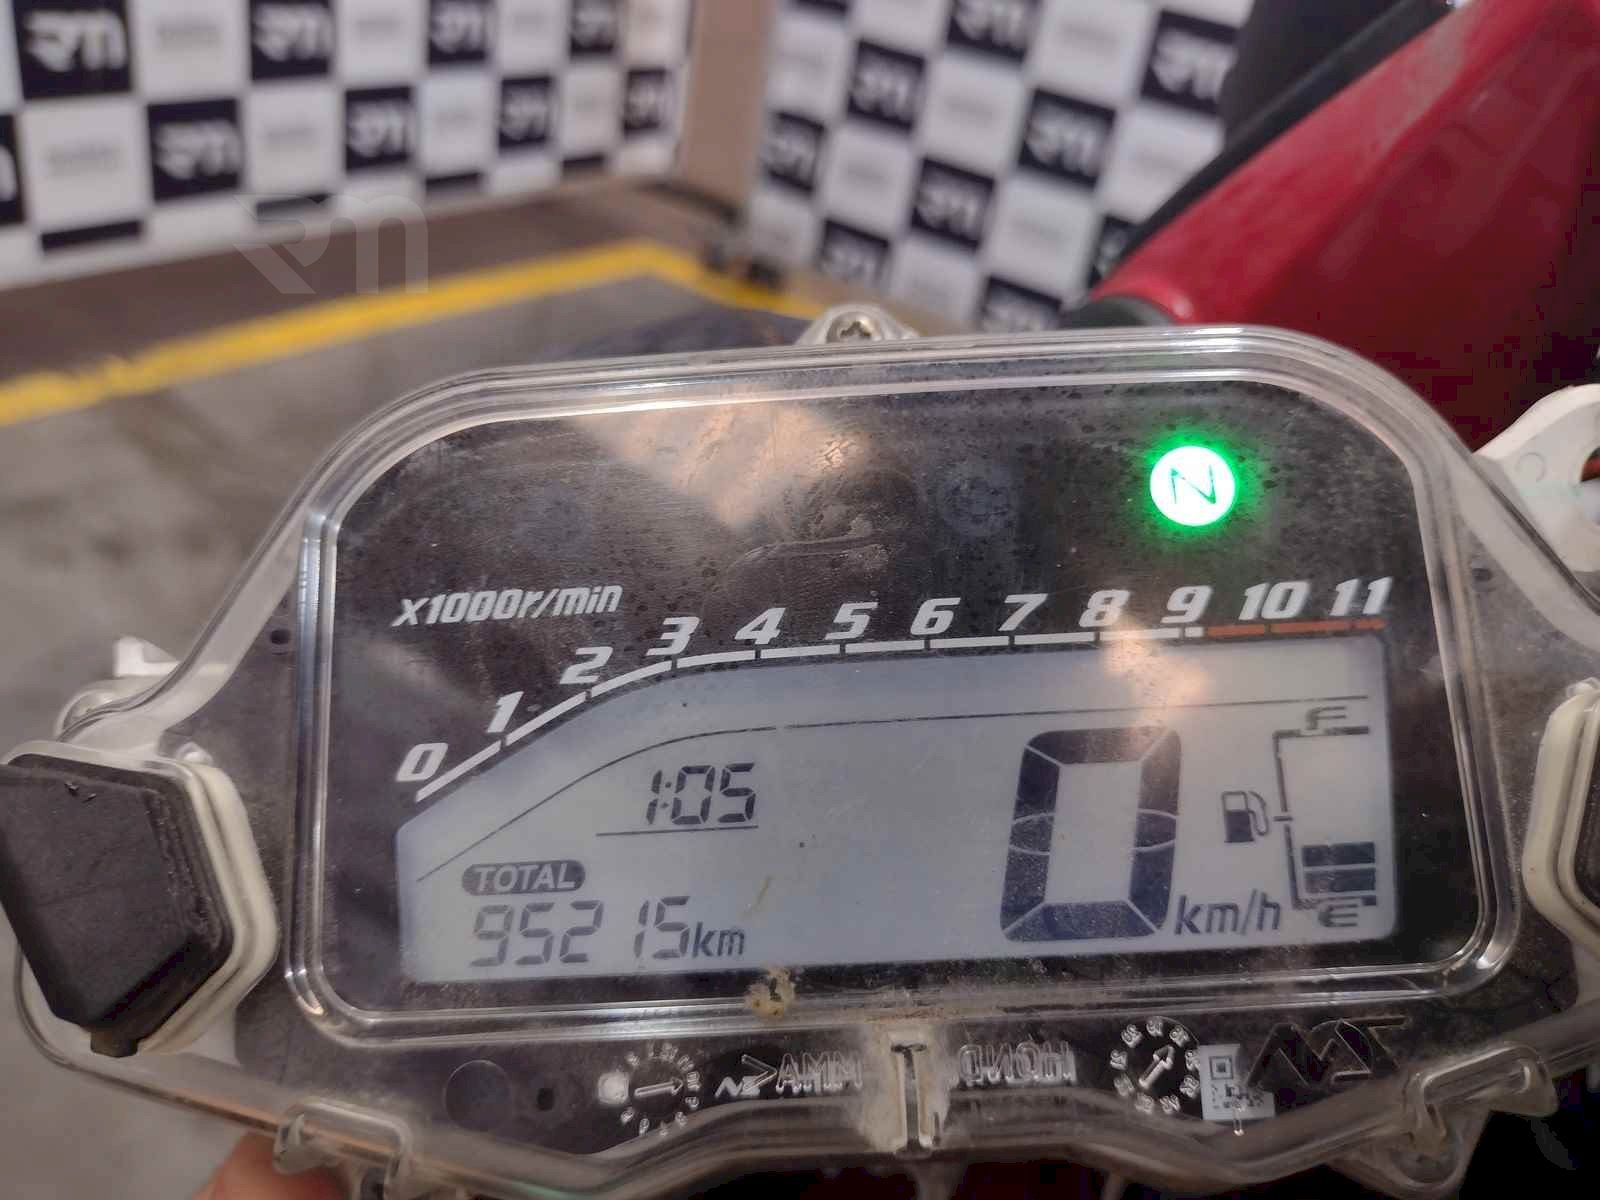 N
x1000r/min
0 1 2 3 4 5 6 7 8 9 10 11
1:05
F
TOTAL
95215km
0 km/h
E